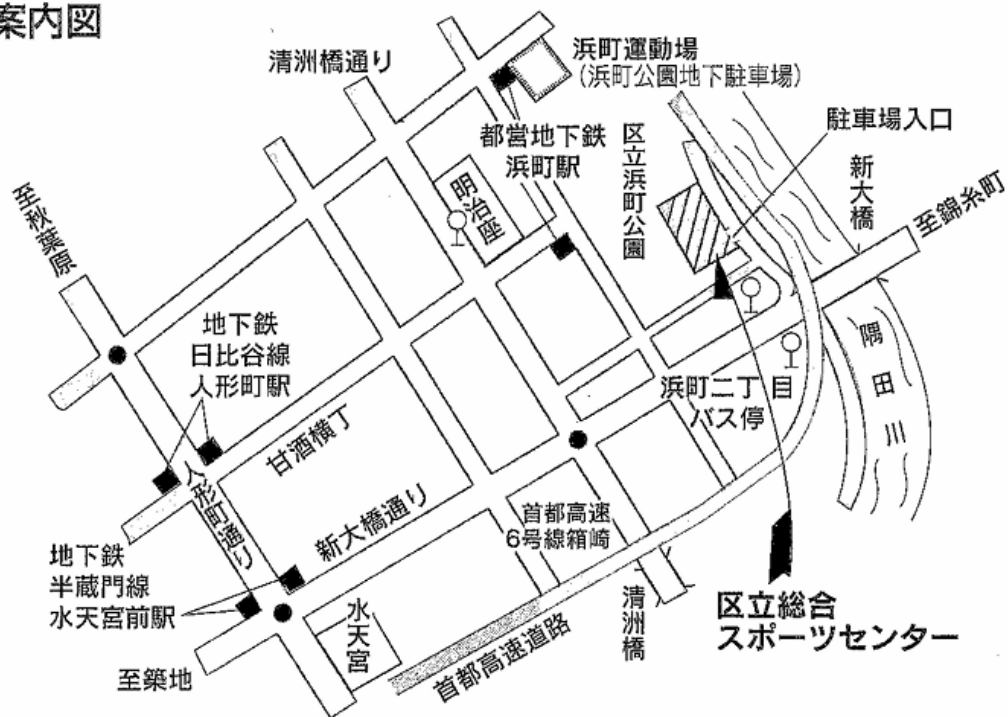 案内図
清洲橋通り
浜町運動場
（浜町公園地下駐車場）
駐車場入口
都営地下鉄
浜町駅
区立浜町公園
新大橋
至錦糸町
明治座
至秋葉原
地下鉄
日比谷線
人形町駅
甘酒横丁
人形町通り
新大橋通り
浜町二丁目
バス停
隅田川
首都高速
6号線箱崎
地下鉄
半蔵門線
水天宮前駅
水天宮
至築地
首都高速道路
清洲橋
区立総合
スポーツセンター